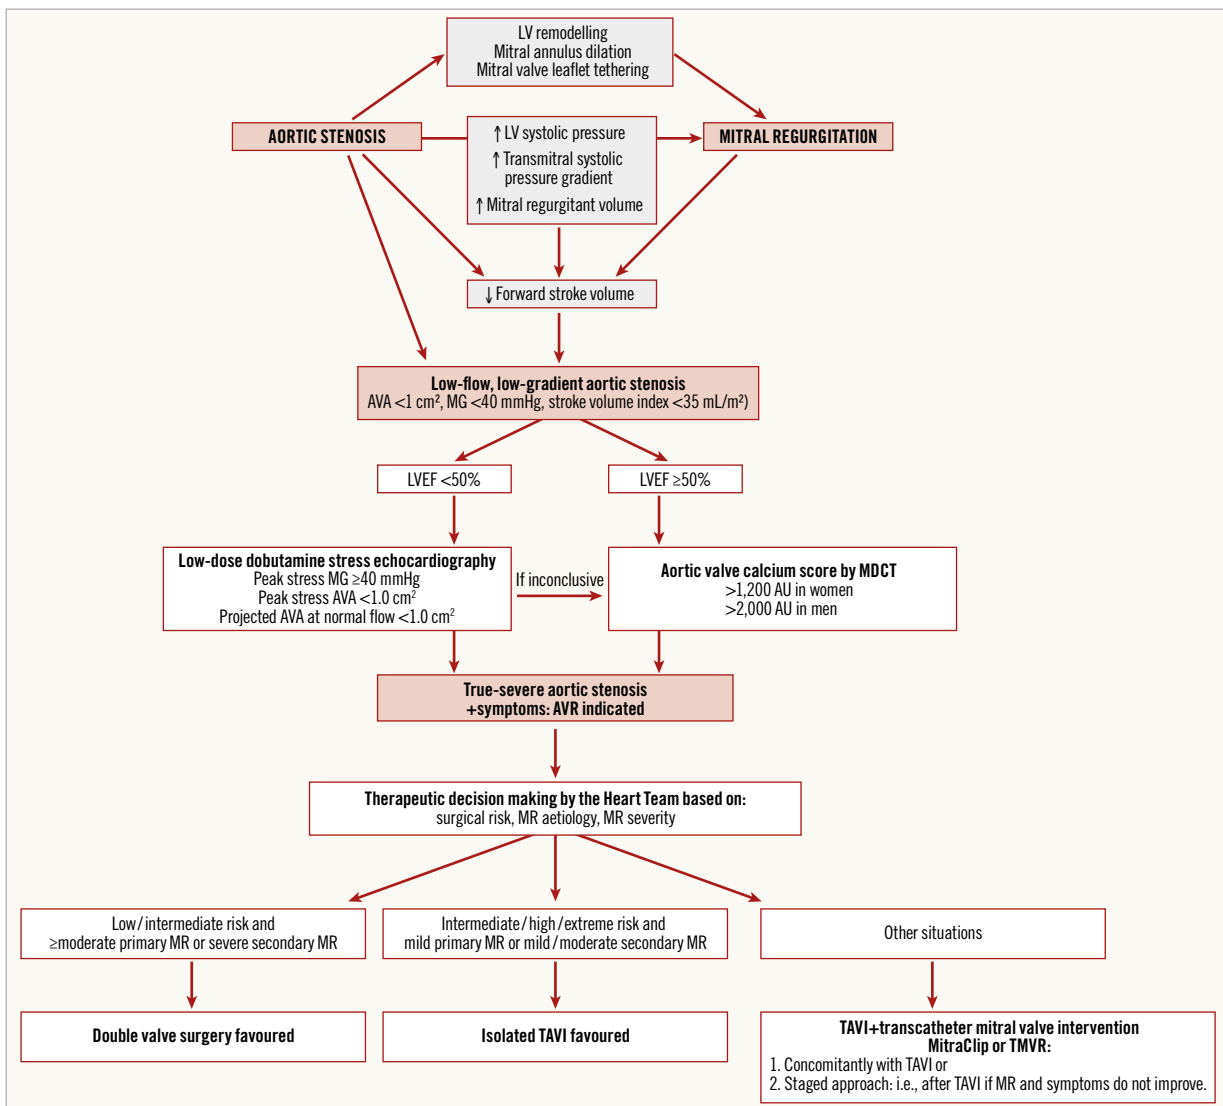 LV remodelling
Mitral annulus dilation
Mitral valve leaflet tethering
AORTIC STENOSIS
↑ LV systolic pressure
↑ Transmitral systolic
pressure gradient
↑ Mitral regurgitant volume
MITRAL REGURGITATION
↓ Forward stroke volume
Low-flow, low-gradient aortic stenosis
AVA <1 cm², MG <40 mmHg, stroke volume index <35 mL/m²)
LVEF <50%
LVEF ≥50%
Low-dose dobutamine stress echocardiography
Peak stress MG ≥40 mmHg
Peak stress AVA <1.0 cm²
Projected AVA at normal flow <1.0 cm²
If inconclusive
Aortic valve calcium score by MDCT
>1,200 AU in women
>2,000 AU in men
True-severe aortic stenosis
+symptoms: AVR indicated
Therapeutic decision making by the Heart Team based on:
surgical risk, MR aetiology, MR severity
Low/intermediate risk and
≥moderate primary MR or severe secondary MR
Intermediate/high/extreme risk and
mild primary MR or mild/moderate secondary MR
Other situations
Double valve surgery favoured
Isolated TAVI favoured
TAVI+transcatheter mitral valve intervention
MitraClip or TMVR:
1. Concomitantly with TAVI or
2. Staged approach: i.e., after TAVI if MR and symptoms do not improve.